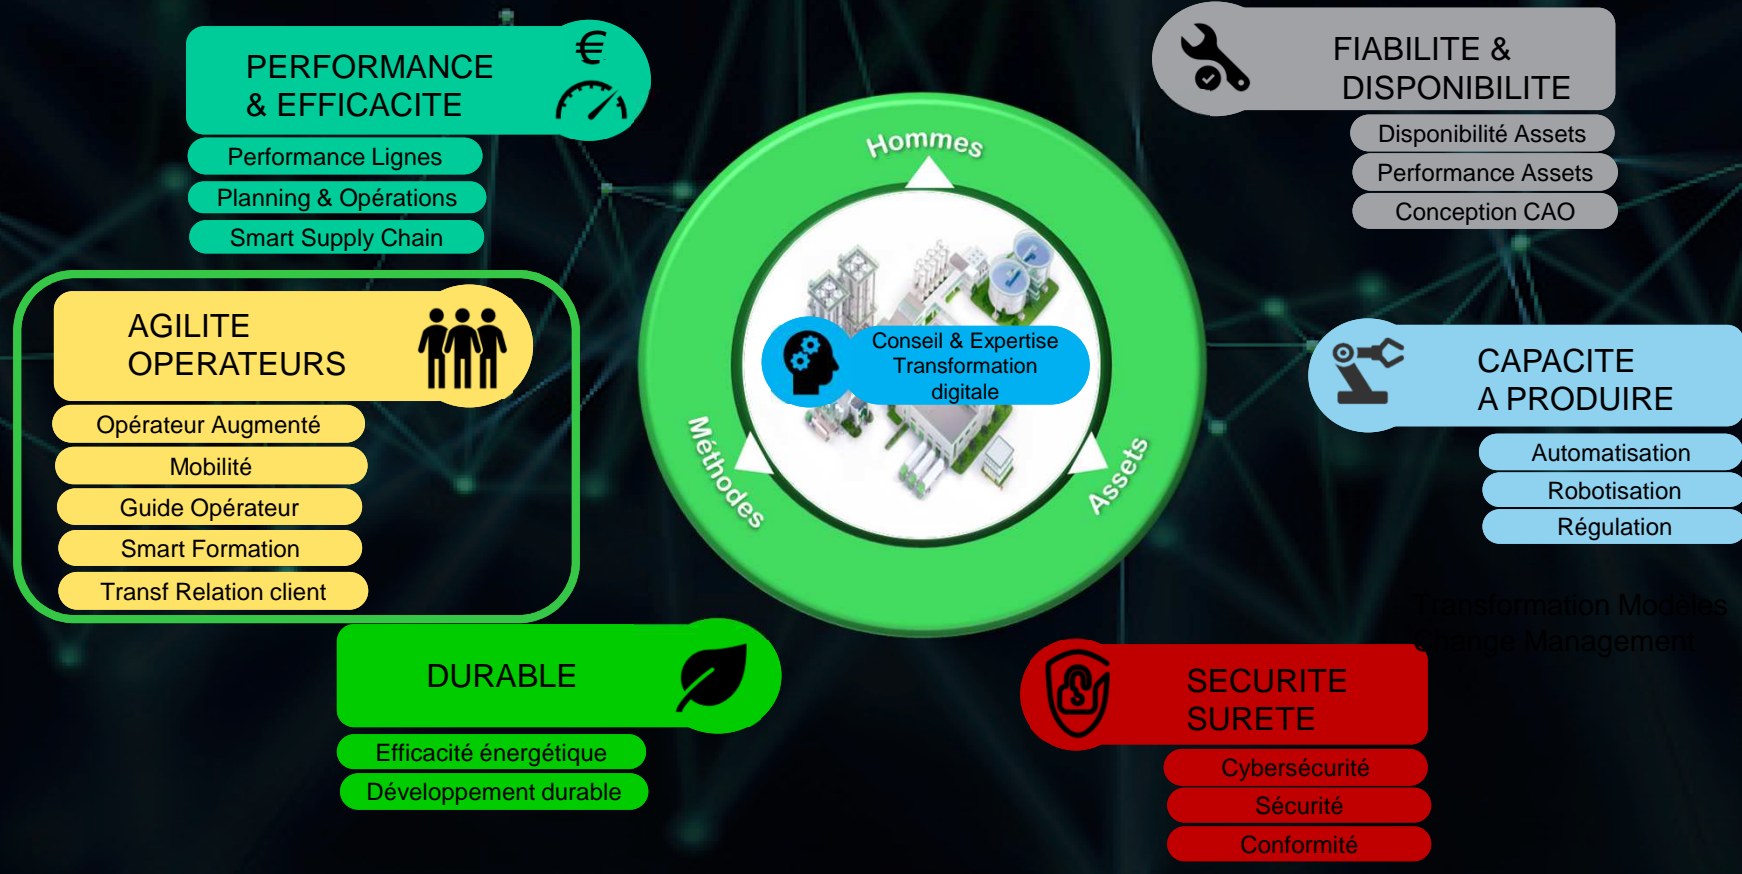 PERFORMANCE
& EFFICACITE
€
Performance Lignes
Planning & Opérations
Smart Supply Chain
AGILITE
OPERATEURS
Opérateur Augmenté
Mobilité
Guide Opérateur
Smart Formation
Transf Relation client
DURABLE
Efficacité énergétique
Développement durable
Hommes
Méthodes
Assets
Conseil & Expertise
Transformation
digitale
FIABILITE &
DISPONIBILITE
Disponibilité Assets
Performance Assets
Conception CAO
CAPACITE
A PRODUIRE
Automatisation
Robotisation
Régulation
Transformation Modèles
Change Management
SECURITE
SURETE
Cybersécurité
Sécurité
Conformité